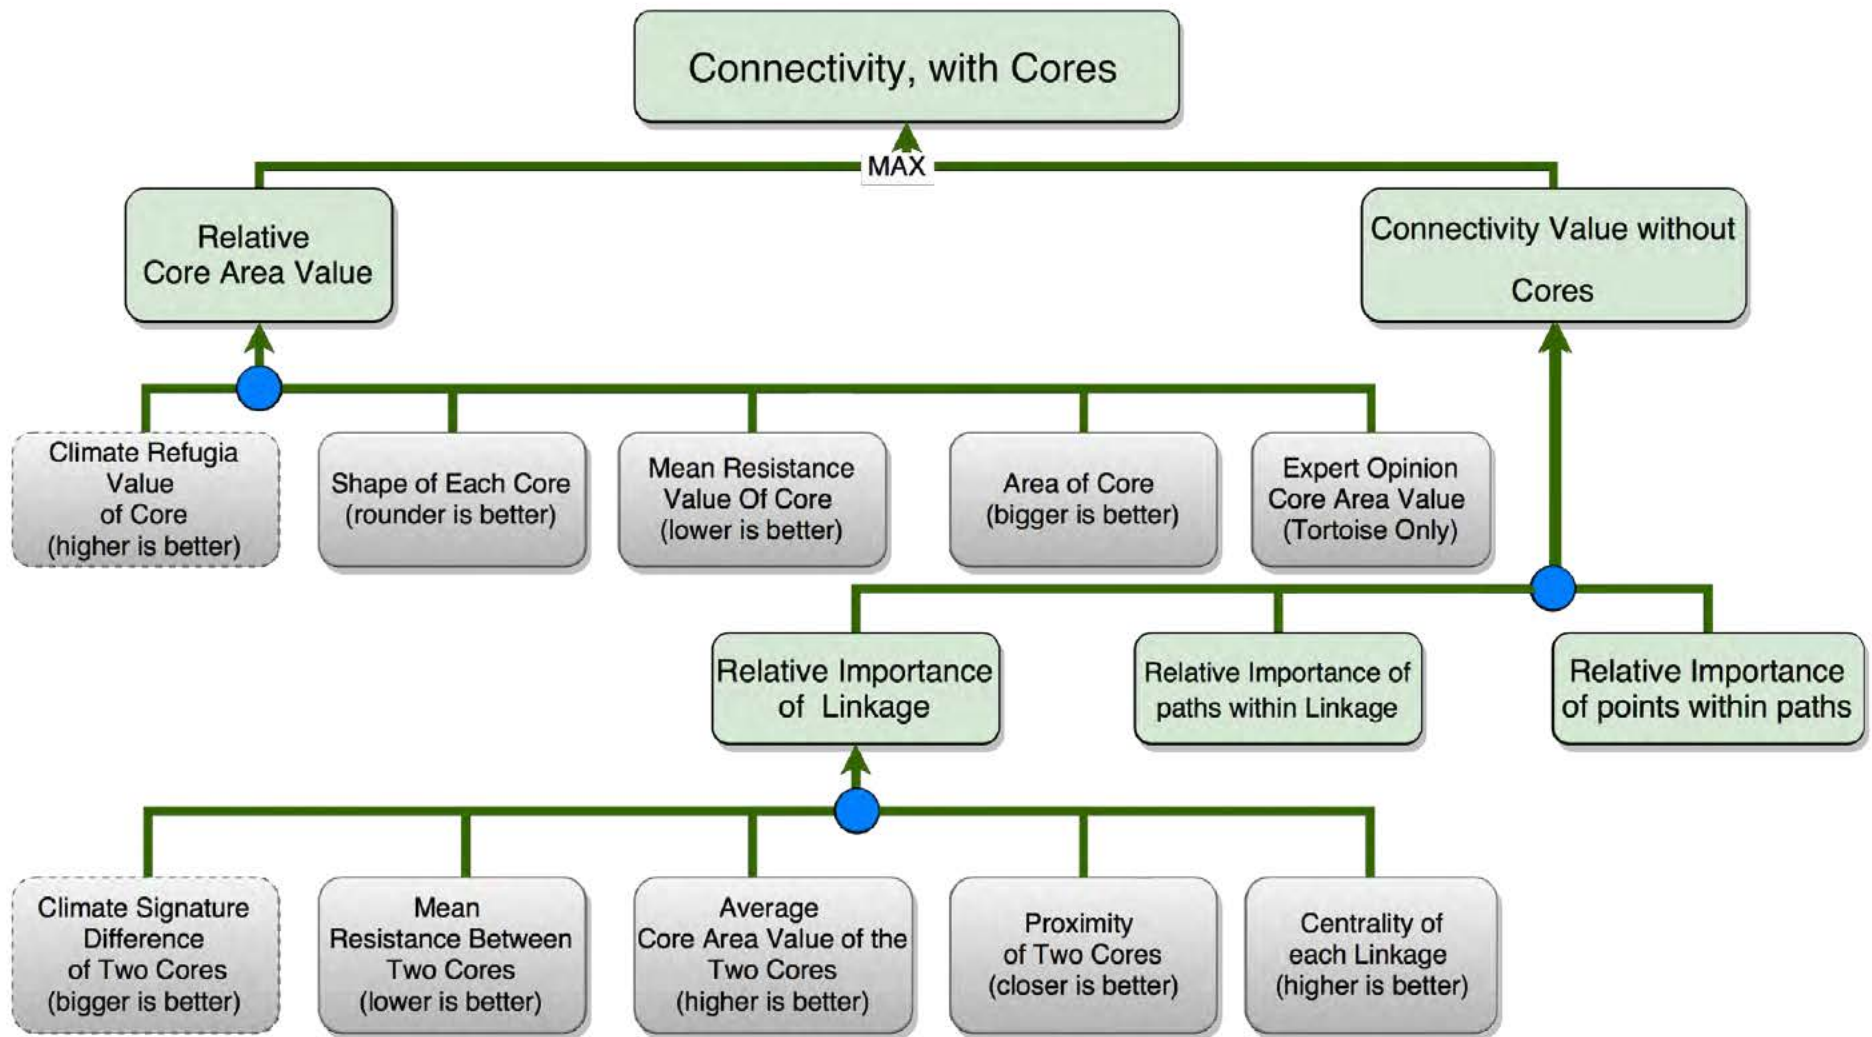 Connectivity, with Cores
MAX
Relative
Core Area Value
Connectivity Value without
Cores
Climate Refugia
Value
of Core
(higher is better)
Shape of Each Core
(rounder is better)
Mean Resistance
Value Of Core
(lower is better)
Area of Core
(bigger is better)
Expert Opinion
Core Area Value
(Tortoise Only)
Relative Importance
of Linkage
Relative Importance of
paths within Linkage
Relative Importance
of points within paths
Climate Signature
Difference
of Two Cores
(bigger is better)
Mean
Resistance Between
Two Cores
(lower is better)
Average
Core Area Value of the
Two Cores
(higher is better)
Proximity
of Two Cores
(closer is better)
Centrality of
each Linkage
(higher is better)